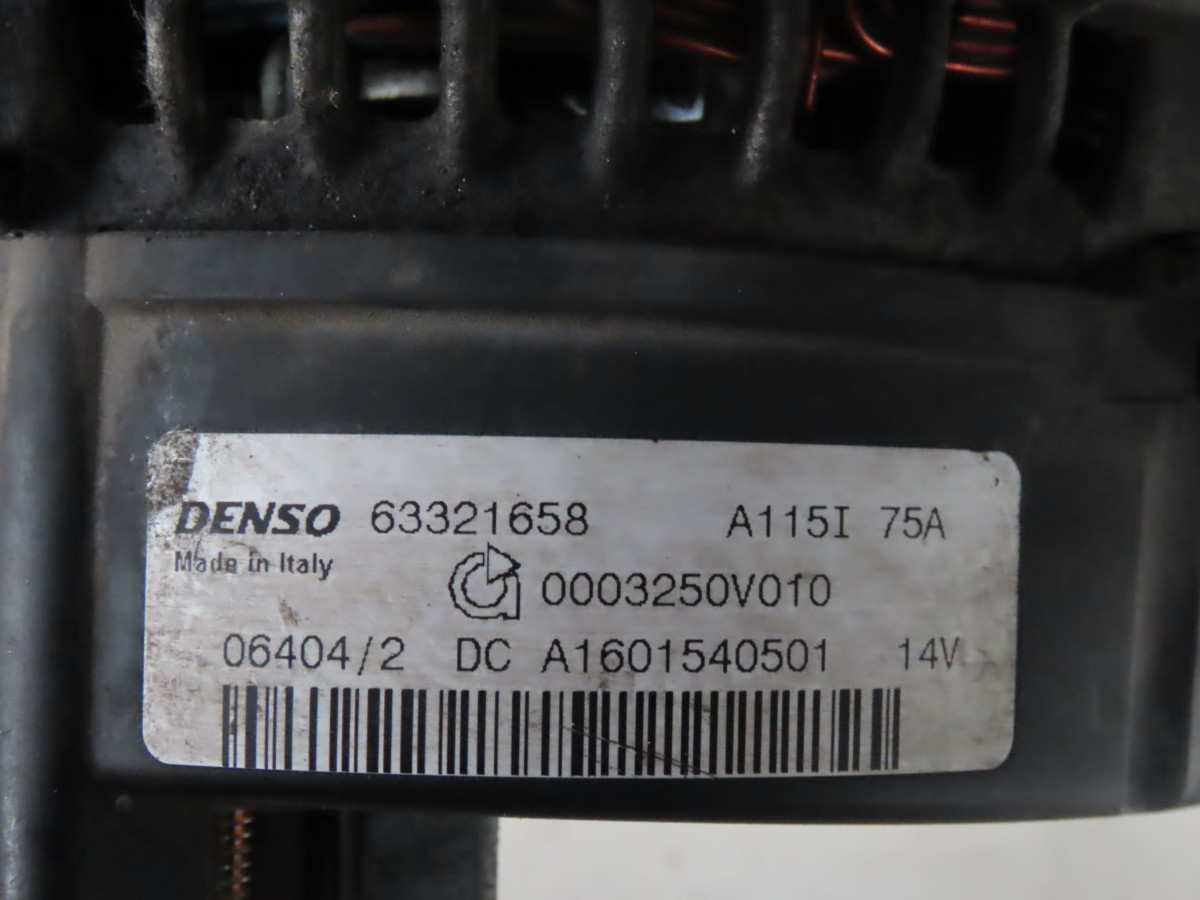 DENSO 63321658 A115I 75A
Made in Italy
0003250V010
06404/2 DC A1601540501 14V